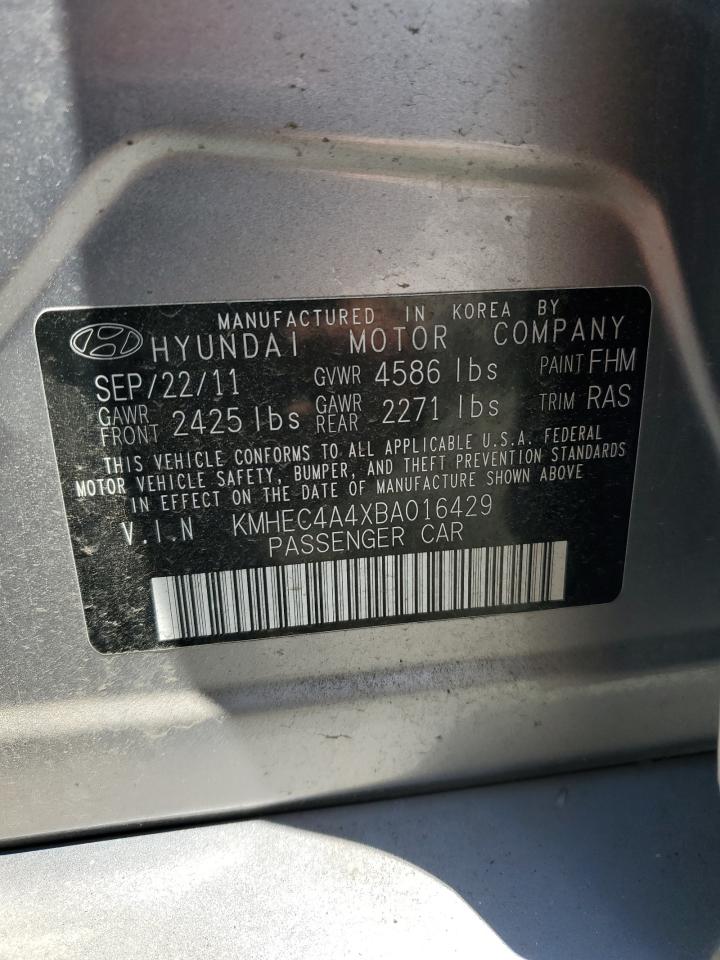 MANUFACTURED IN KOREA BY
HYUNDAI MOTOR COMPANY
SEP/22/11 GVWR 4586 lbs PAINT FHM
GAWR FRONT 2425 lbs GAWR REAR 2271 lbs TRIM RAS
THIS VEHICLE CONFORMS TO ALL APPLICABLE U.S.A. FEDERAL
MOTOR VEHICLE SAFETY, BUMPER, AND THEFT PREVENTION STANDARDS
IN EFFECT ON THE DATE OF MANUFACTURE SHOWN ABOVE
V.I.N KMHEC4A4XBA016429
PASSENGER CAR